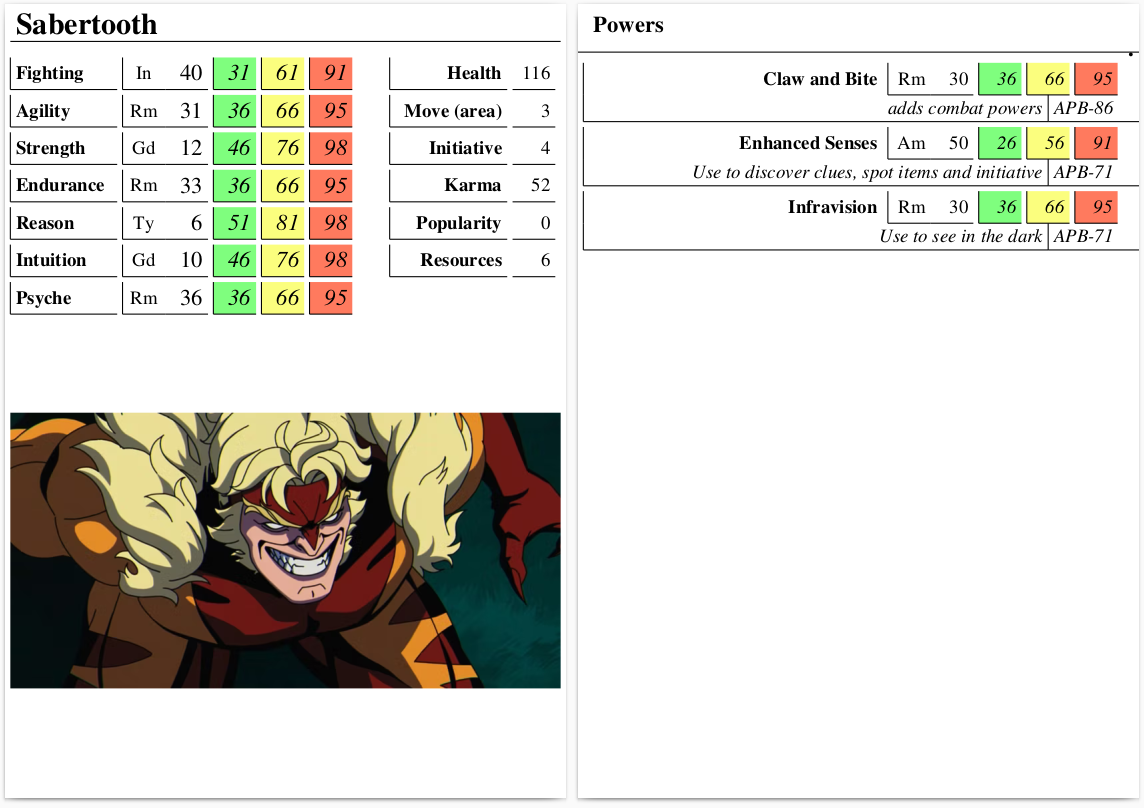 Sabertooth
Fighting In 40 31 61 91
Agility Rm 31 36 66 95
Strength Gd 12 46 76 98
Endurance Rm 33 36 66 95
Reason Ty 6 51 81 98
Intuition Gd 10 46 76 98
Psyche Rm 36 36 66 95
Health 116
Move (area) 3
Initiative 4
Karma 52
Popularity 0
Resources 6
Powers
Claw and Bite Rm 30 36 66 95
adds combat powers APB-86
Enhanced Senses Am 50 26 56 91
Use to discover clues, spot items and initiative APB-71
Infravision Rm 30 36 66 95
Use to see in the dark APB-71